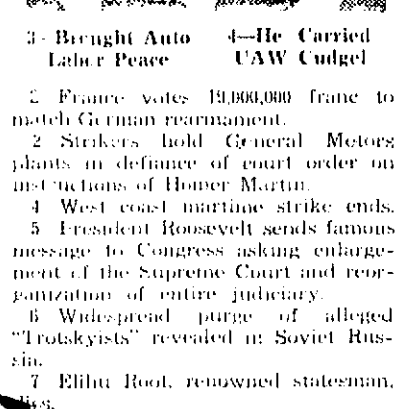 3—Brought Auto Labor Peace
4—He Carried UAW Cudgel
2 France votes 19,000,000 franc to
match German rearmament.
2 Strikers hold General Motors
plants in defiance of court order on
instructions of Homer Martin.
4 West coast martime strike ends.
5 President Roosevelt sends famous
message to Congress asking enlarge-
ment of the Supreme Court and reor-
ganization of entire judiciary.
6 Widespread purge of alleged
"Trotskyists" revealed in Soviet Rus-
sia.
7 Elihu Root, renowned statesman,
dies.